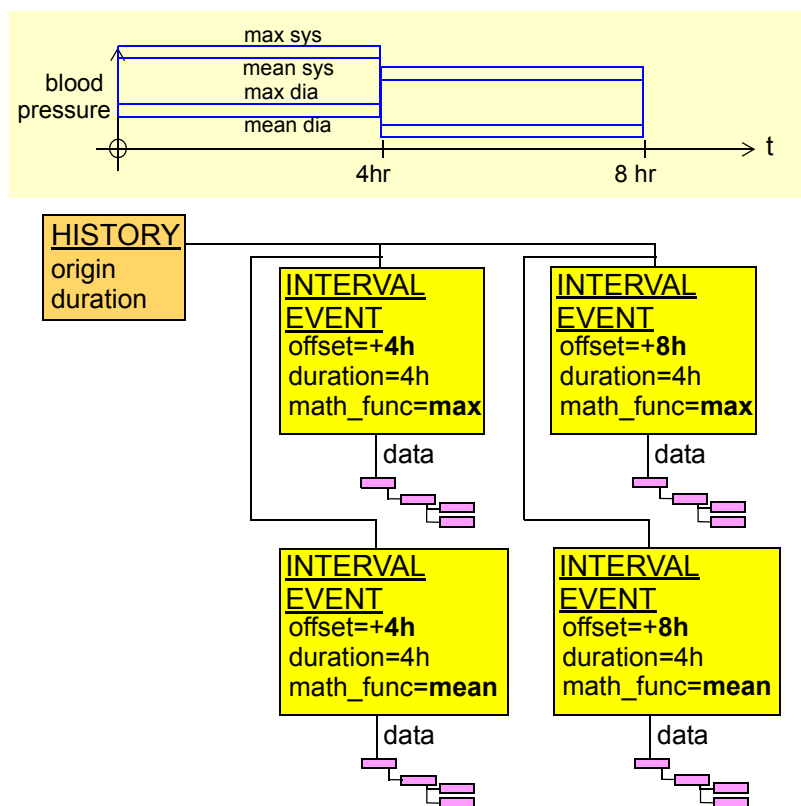 max sys
mean sys
blood
pressure
max dia
mean dia
t
4hr
8 hr
HISTORY
origin
duration
INTERVAL
EVENT
offset=+4h
duration=4h
math_func=max
data
INTERVAL
EVENT
offset=+8h
duration=4h
math_func=max
data
INTERVAL
EVENT
offset=+4h
duration=4h
math_func=mean
data
INTERVAL
EVENT
offset=+8h
duration=4h
math_func=mean
data